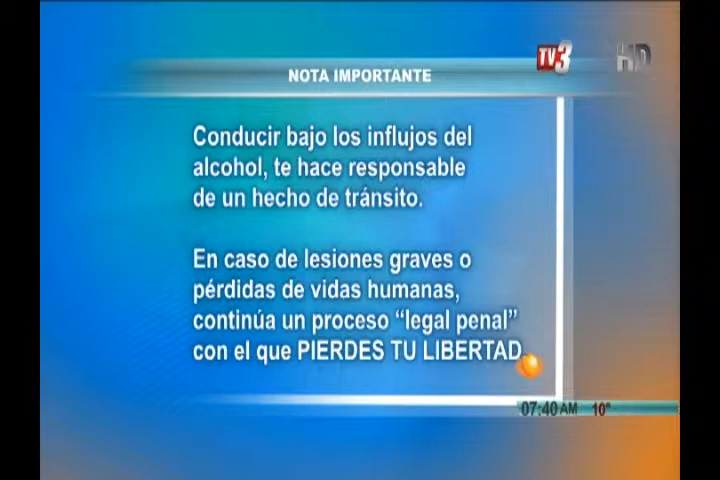 TV3
HD
NOTA IMPORTANTE
Conducir bajo los influjos del
alcohol, te hace responsable
de un hecho de tránsito.
En caso de lesiones graves o
pérdidas de vidas humanas,
continúa un proceso “legal penal”
con el que PIERDES TU LIBERTAD.
07:40 AM 10°